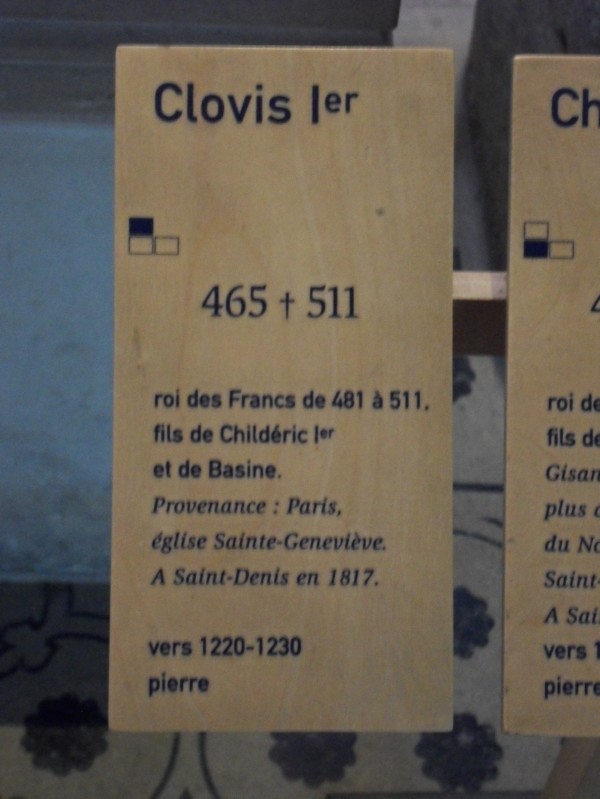 Clovis Ier
465 † 511
roi des Francs de 481 à 511,
fils de Childéric Ier
et de Basine.
Provenance : Paris,
église Sainte-Geneviève.
A Saint-Denis en 1817.
vers 1220-1230
pierre
Ch
4
roi de
fils de
Gisan
plus
du No
Saint-
A Sai
vers 1
pierre